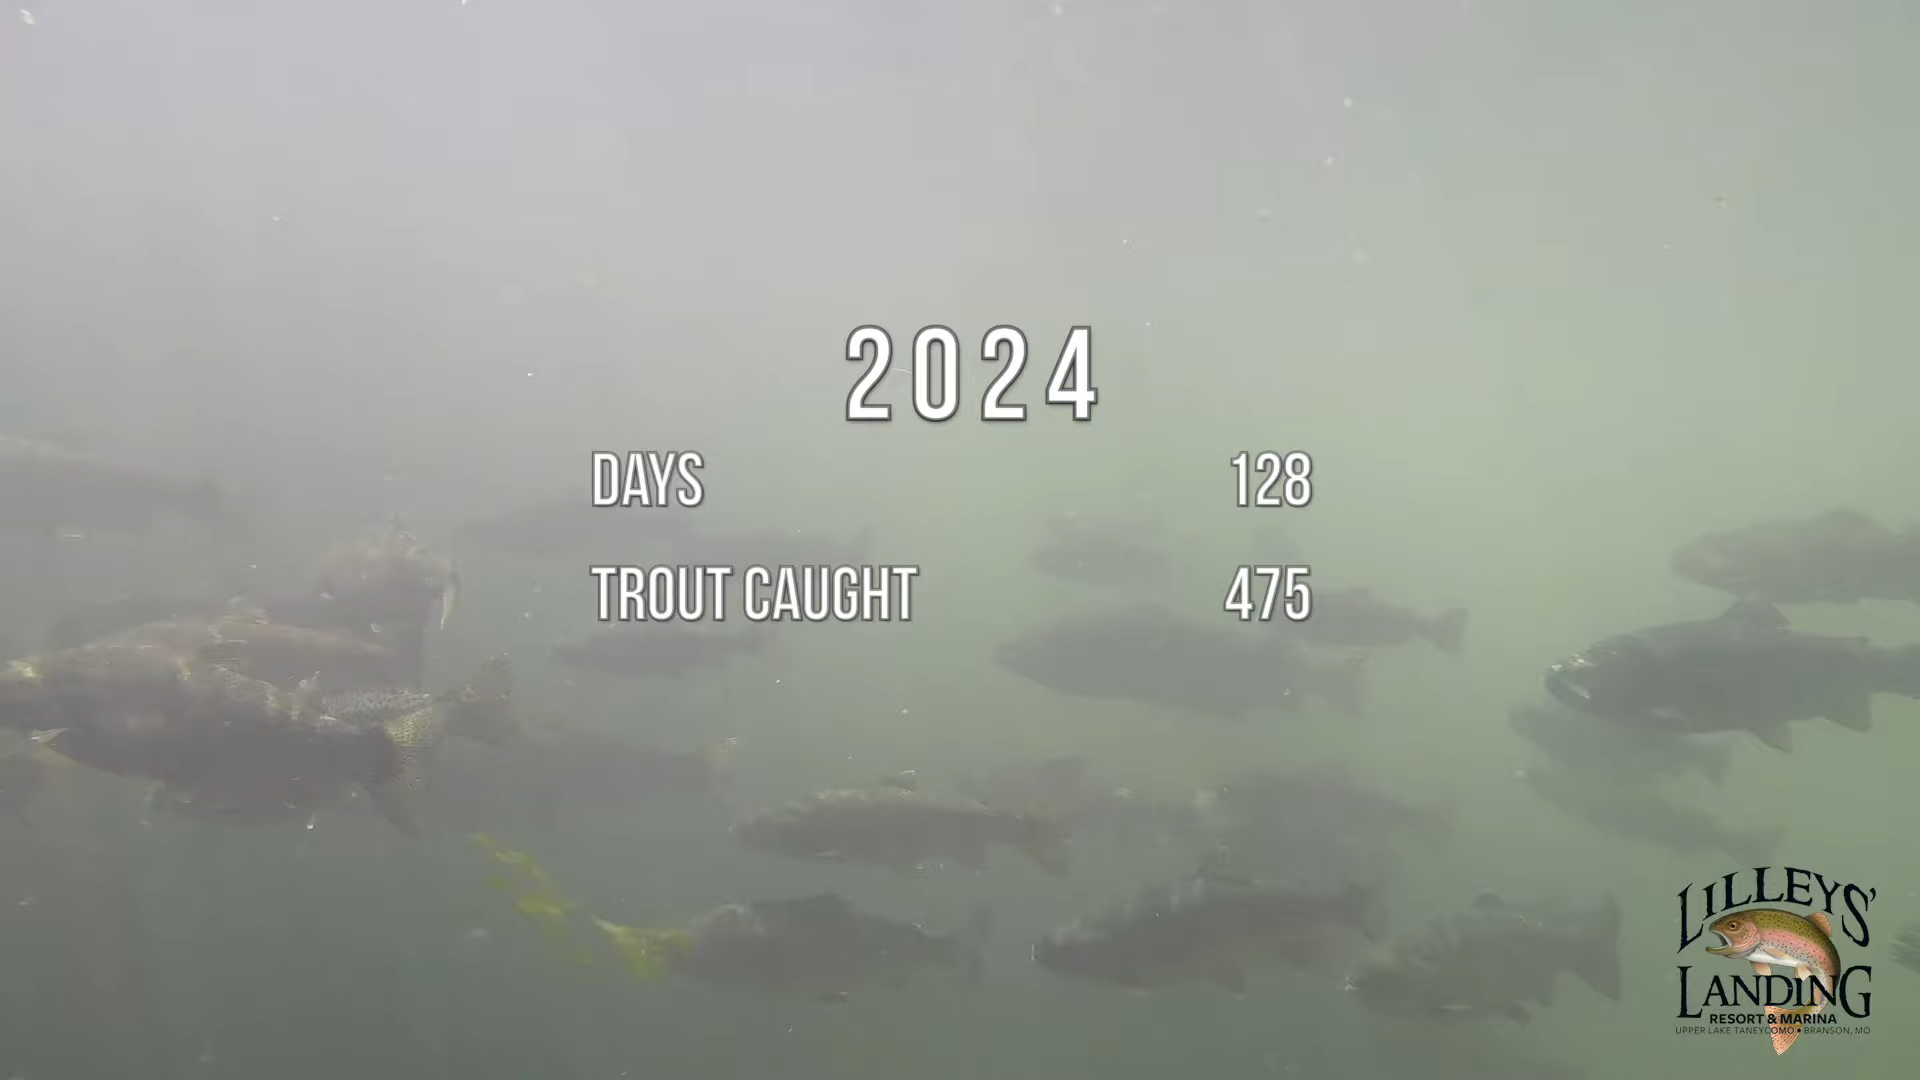 2024
DAYS 128
TROUT CAUGHT 475
LILLEYS'
LANDING
RESORT & MARINA
UPPER LAKE TANEYCOMO • BRANSON, MO